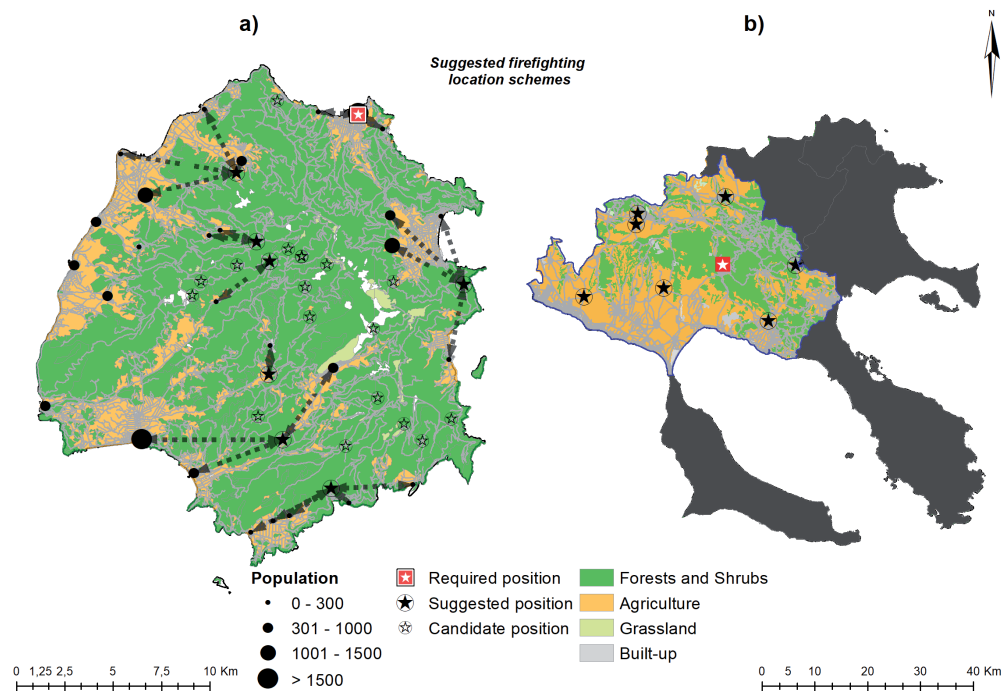 a)
b)
N
Suggested firefighting
location schemes
Population
0 - 300
301 - 1000
1001 - 1500
> 1500
Required position
Suggested position
Candidate position
Forests and Shrubs
Agriculture
Grassland
Built-up
0 1,25 2,5 5 7,5 10 Km
0 5 10 20 30 40 Km